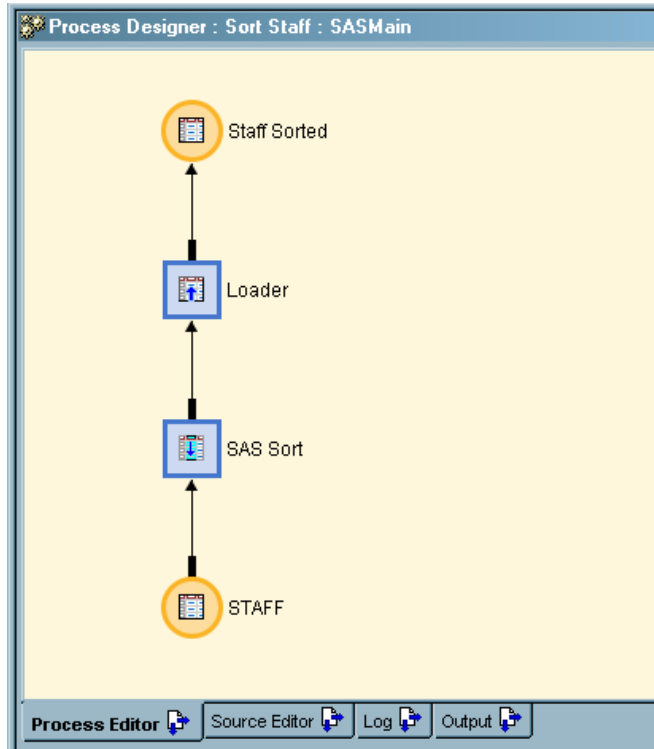 Process Designer : Sort Staff : SASMain
Staff Sorted
Loader
SAS Sort
STAFF
Process Editor Source Editor Log Output